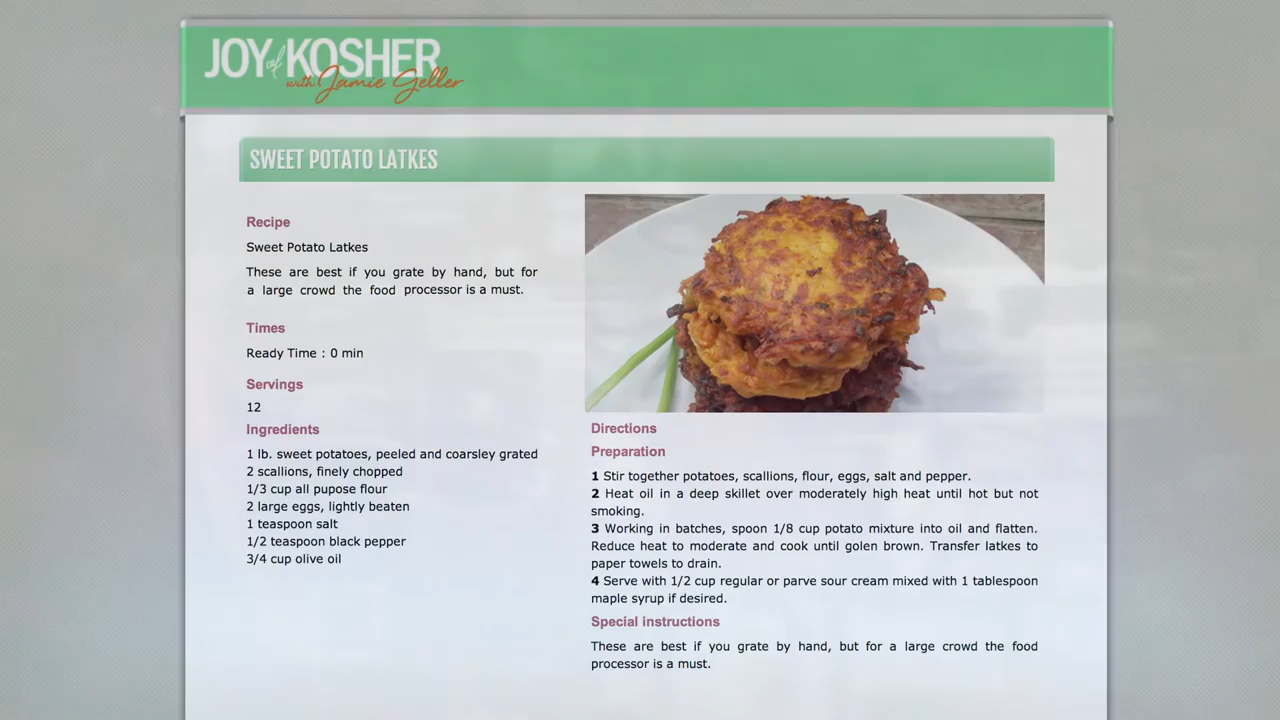 JOY of KOSHER
with Jamie Geller
SWEET POTATO LATKES
Recipe
Sweet Potato Latkes
These are best if you grate by hand, but for
a large crowd the food processor is a must.
Times
Ready Time : 0 min
Servings
12
Ingredients
1 lb. sweet potatoes, peeled and coarsley grated
2 scallions, finely chopped
1/3 cup all pupose flour
2 large eggs, lightly beaten
1 teaspoon salt
1/2 teaspoon black pepper
3/4 cup olive oil
Directions
Preparation
1 Stir together potatoes, scallions, flour, eggs, salt and pepper.
2 Heat oil in a deep skillet over moderately high heat until hot but not
smoking.
3 Working in batches, spoon 1/8 cup potato mixture into oil and flatten.
Reduce heat to moderate and cook until golen brown. Transfer latkes to
paper towels to drain.
4 Serve with 1/2 cup regular or parve sour cream mixed with 1 tablespoon
maple syrup if desired.
Special instructions
These are best if you grate by hand, but for a large crowd the food
processor is a must.